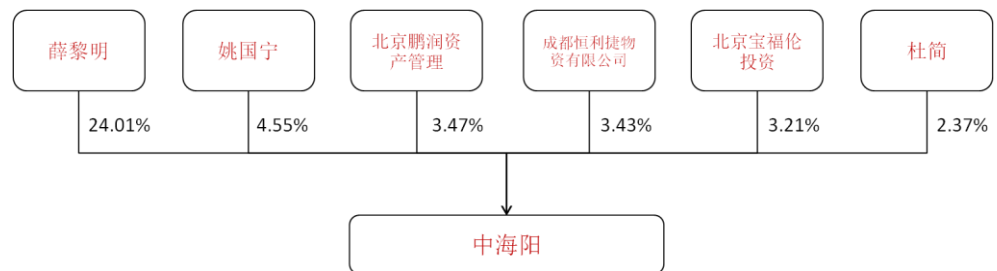 薛黎明
姚国宁
北京鹏润资
产管理
成都恒利捷物
资有限公司
北京宝福伦
投资
杜简
24.01%
4.55%
3.47%
3.43%
3.21%
2.37%
中海阳